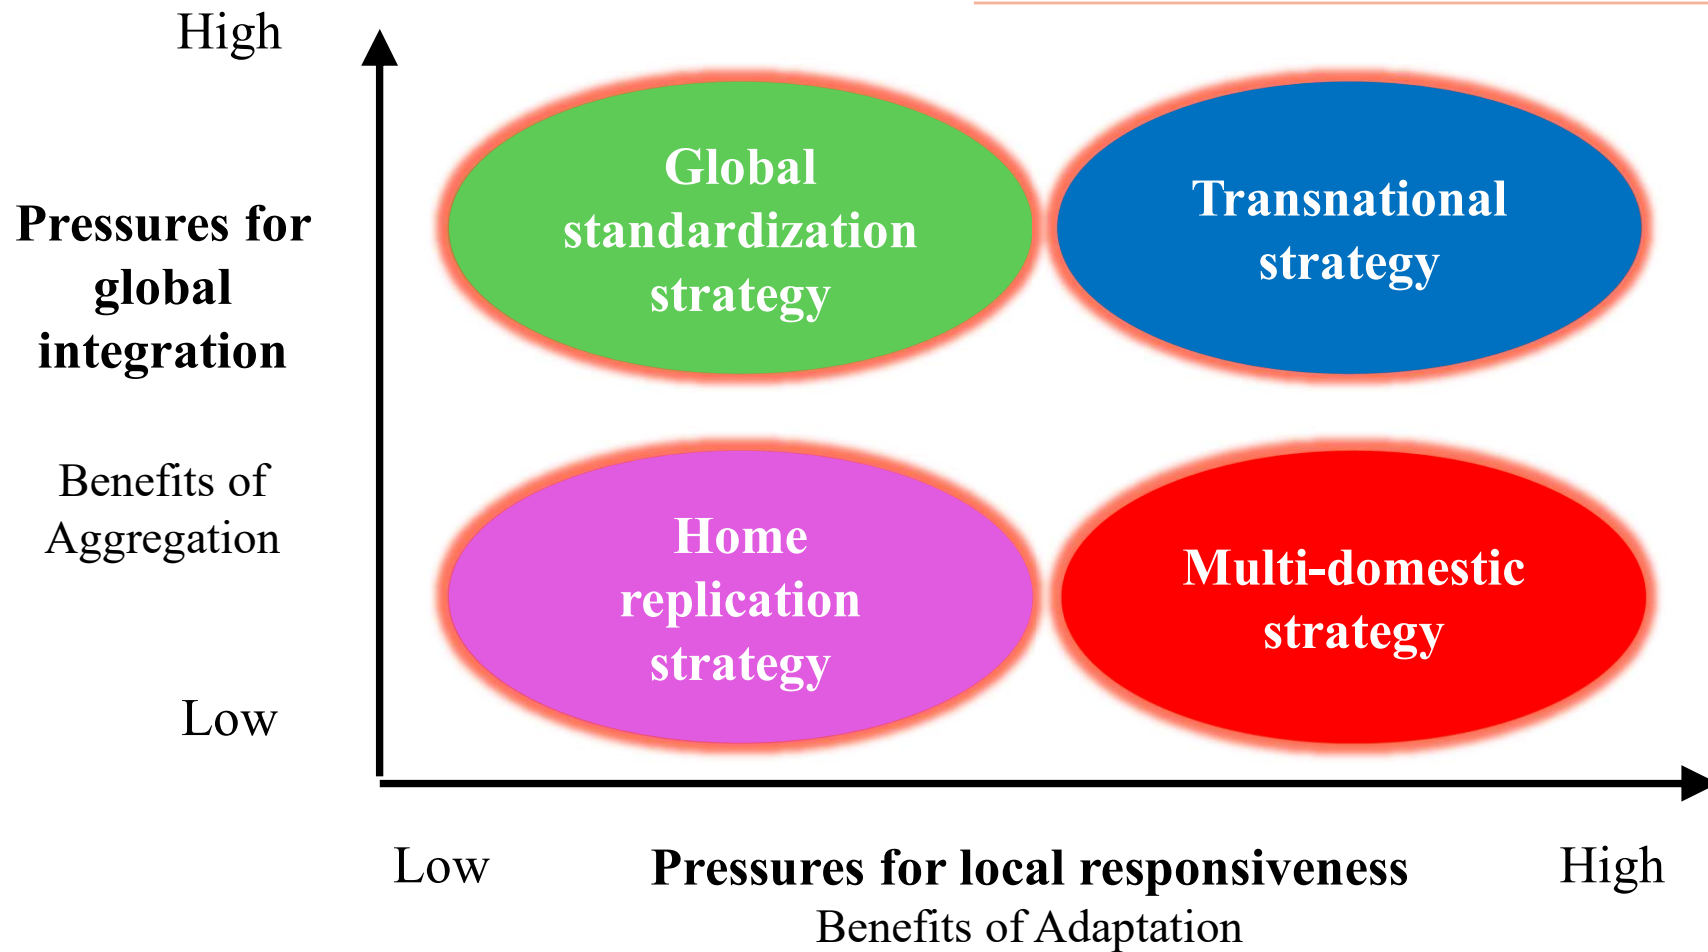 High
Pressures for
global
integration
Benefits of
Aggregation
Low
Global
standardization
strategy
Transnational
strategy
Home
replication
strategy
Multi-domestic
strategy
Low
Pressures for local responsiveness
High
Benefits of Adaptation